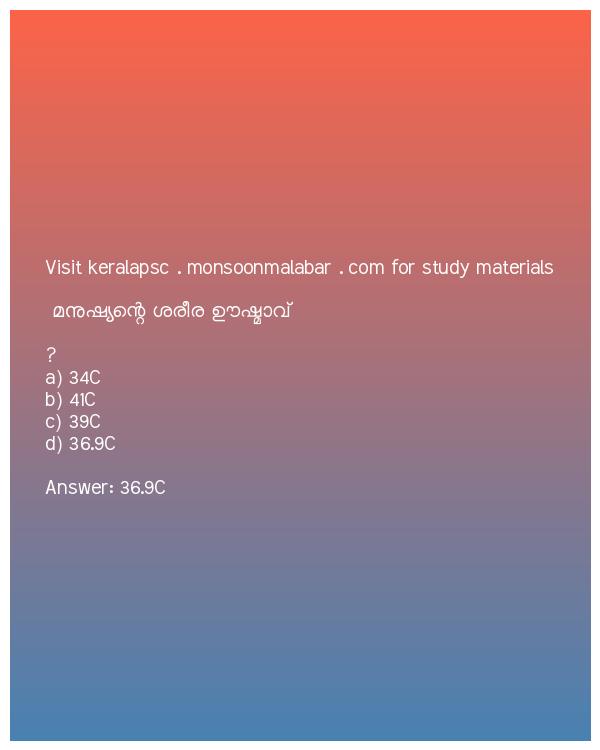 Visit keralapsc . monsoonmalabar . com for study materials
മനുഷ്യന്റെ ശരീര ഊഷ്മാവ്
?
a) 34C
b) 41C
c) 39C
d) 36.9C
Answer: 36.9C